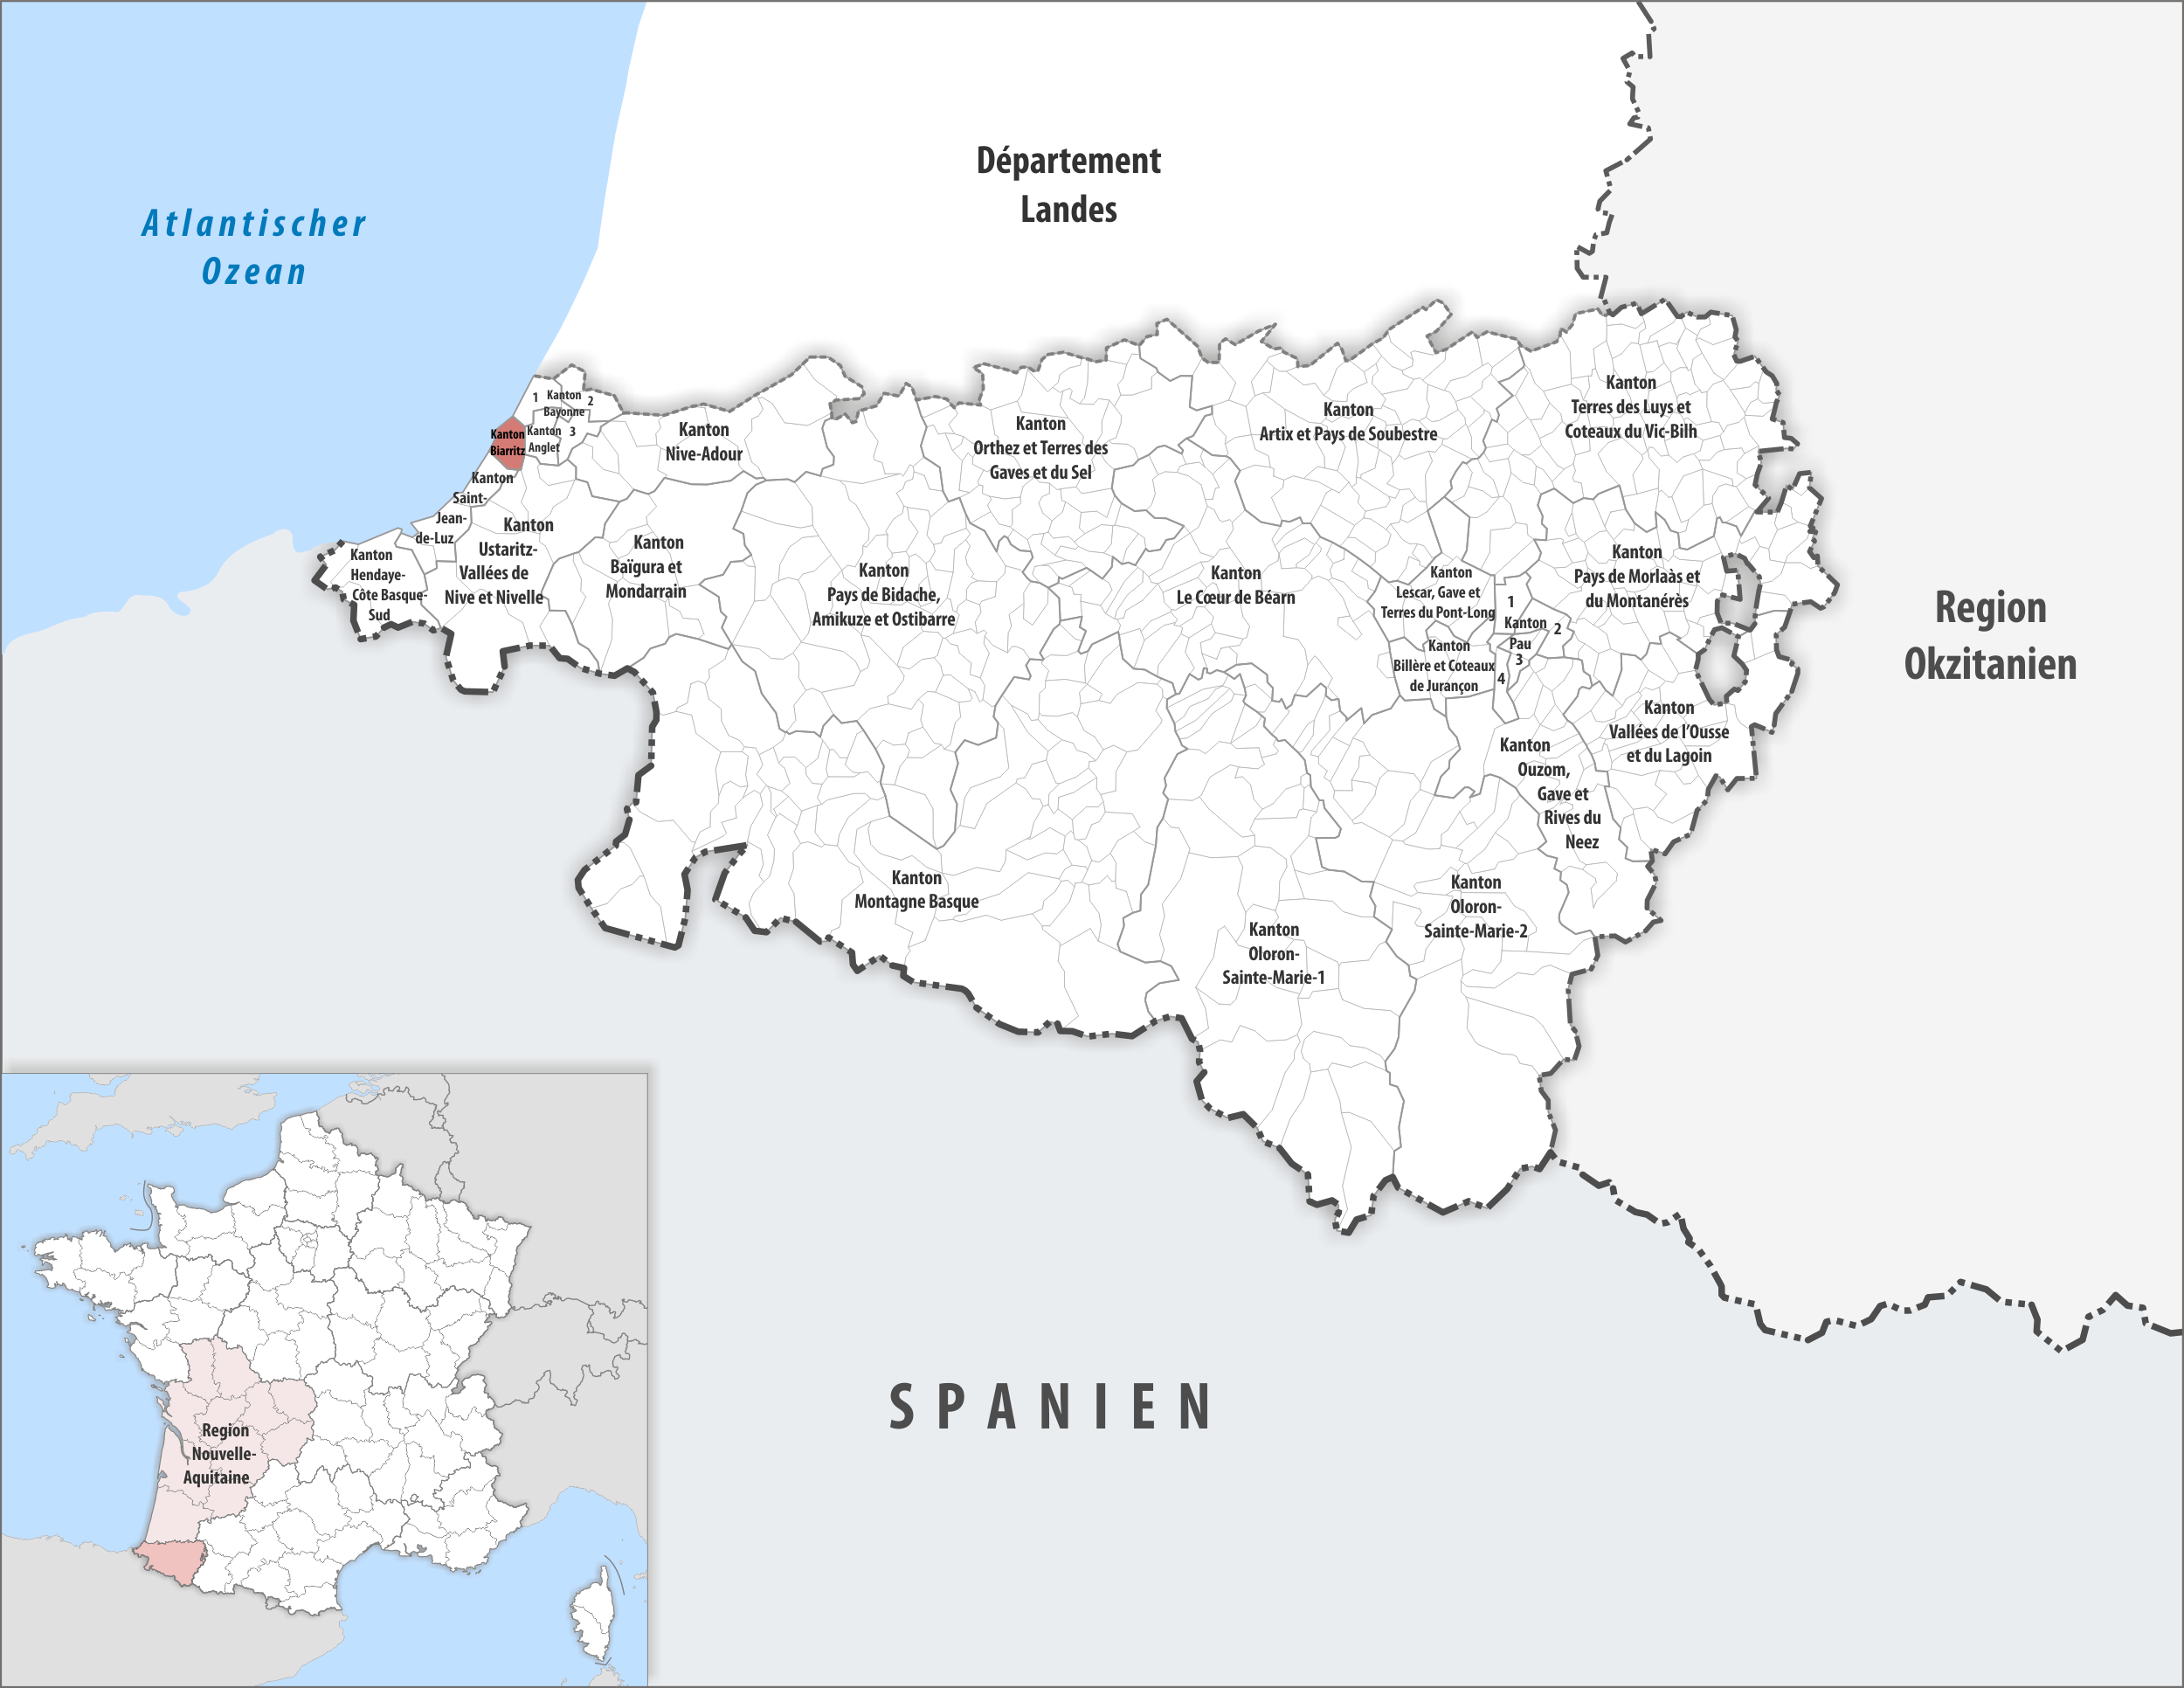 Département
Landes
Atlantischer
Ozean
1
Kanton
Bayonne
2
3
Kanton
Biarritz
Kanton
Anglet
Kanton
Saint-
Jean-
de-Luz
Kanton
Hendaye-
Côte Basque-
Sud
Kanton
Ustaritz-
Vallées de
Nive et Nivelle
Kanton
Nive-Adour
Kanton
Baïgura et
Mondarrain
Kanton
Pays de Bidache,
Amikuze et Ostibarre
Kanton
Orthez et Terres des
Gaves et du Sel
Kanton
Artix et Pays de Soubestre
Kanton
Terres des Luys et
Coteaux du Vic-Bilh
Kanton
Le Cœur de Béarn
Kanton
Lescar, Gave et
Terres du Pont-Long
1
Kanton
Pau
2
3
4
Kanton
Billère et Coteaux
de Jurançon
Kanton
Pays de Morlaàs et
du Montanérès
Kanton
Vallées de l'Ousse
et du Lagoin
Kanton
Ouzom,
Gave et
Rives du
Neez
Kanton
Montagne Basque
Kanton
Oloron-
Sainte-Marie-1
Kanton
Oloron-
Sainte-Marie-2
Region
Okzitanien
SPANIEN
Region
Nouvelle-
Aquitaine